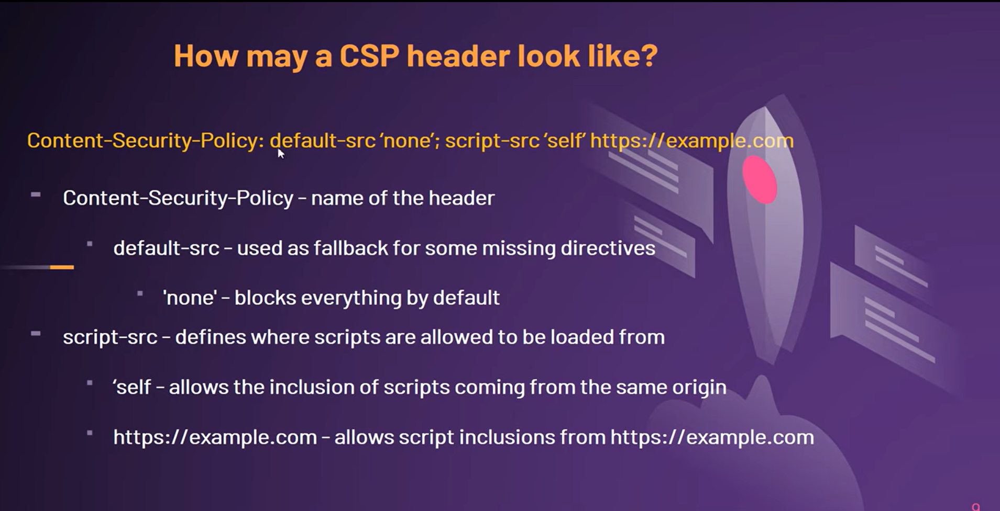 How may a CSP header look like?
Content-Security-Policy: default-src ‘none’; script-src ‘self’ https://example.com
Content-Security-Policy - name of the header
default-src - used as fallback for some missing directives
'none' - blocks everything by default
script-src - defines where scripts are allowed to be loaded from
‘self - allows the inclusion of scripts coming from the same origin
https://example.com - allows script inclusions from https://example.com
9